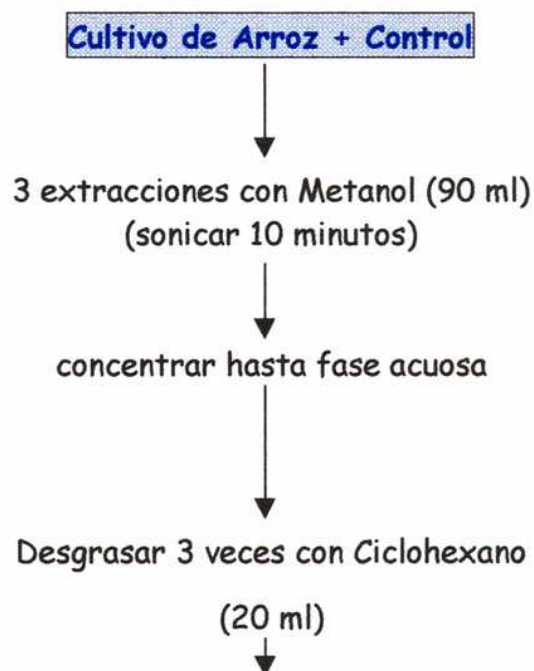 Cultivo de Arroz + Control
3 extracciones con Metanol (90 ml)
(sonicar 10 minutos)
concentrar hasta fase acuosa
Desgrasar 3 veces con Ciclohexano
(20 ml)